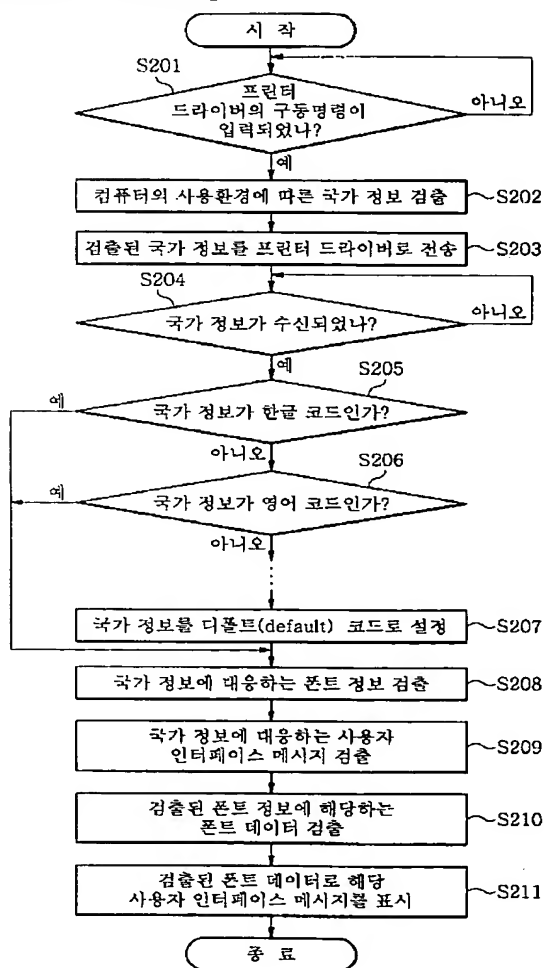 시 작
S201
프린터
드라이버의 구동명령이
입력되었나?
아니오
예
컴퓨터의 사용환경에 따른 국가 정보 검출
S202
검출된 국가 정보를 프린터 드라이버로 전송
S203
S204
국가 정보가 수신되었나?
아니오
예
S205
예
국가 정보가 한글 코드인가?
아니오
S206
예
국가 정보가 영어 코드인가?
아니오
국가 정보를 디폴트(default) 코드로 설정
S207
국가 정보에 대응하는 폰트 정보 검출
S208
국가 정보에 대응하는 사용자
인터페이스 메시지 검출
S209
검출된 폰트 정보에 해당하는
폰트 데이터 검출
S210
검출된 폰트 데이터로 해당
사용자 인터페이스 메시지를 표시
S211
종 료